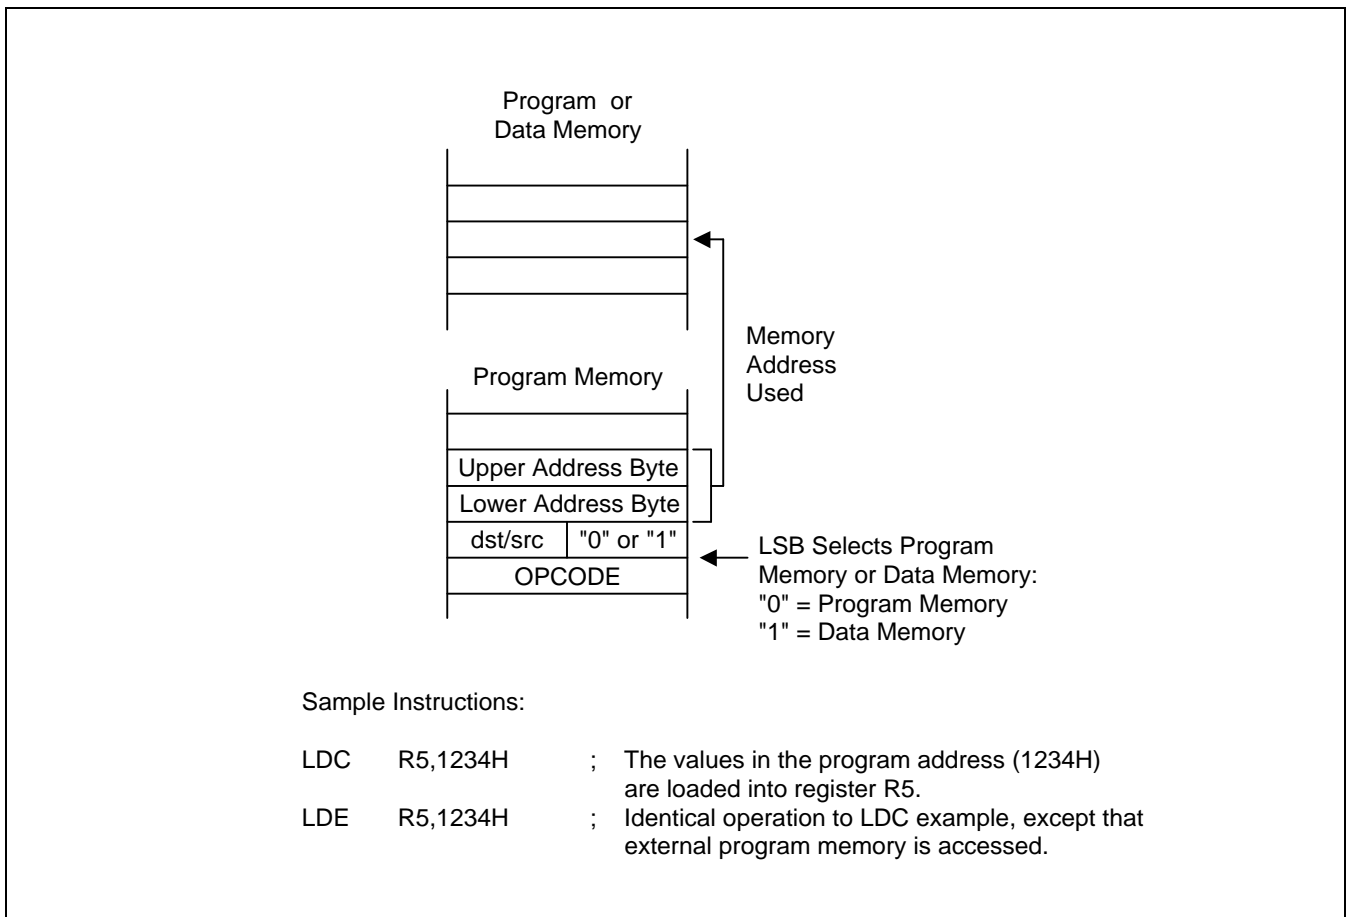 Program or
Data Memory
Memory
Address
Used
Program Memory
Upper Address Byte
Lower Address Byte
dst/src "0" or "1"
OPCODE
LSB Selects Program
Memory or Data Memory:
"0" = Program Memory
"1" = Data Memory
Sample Instructions:
LDC R5,1234H ; The values in the program address (1234H)
are loaded into register R5.
LDE R5,1234H ; Identical operation to LDC example, except that
external program memory is accessed.